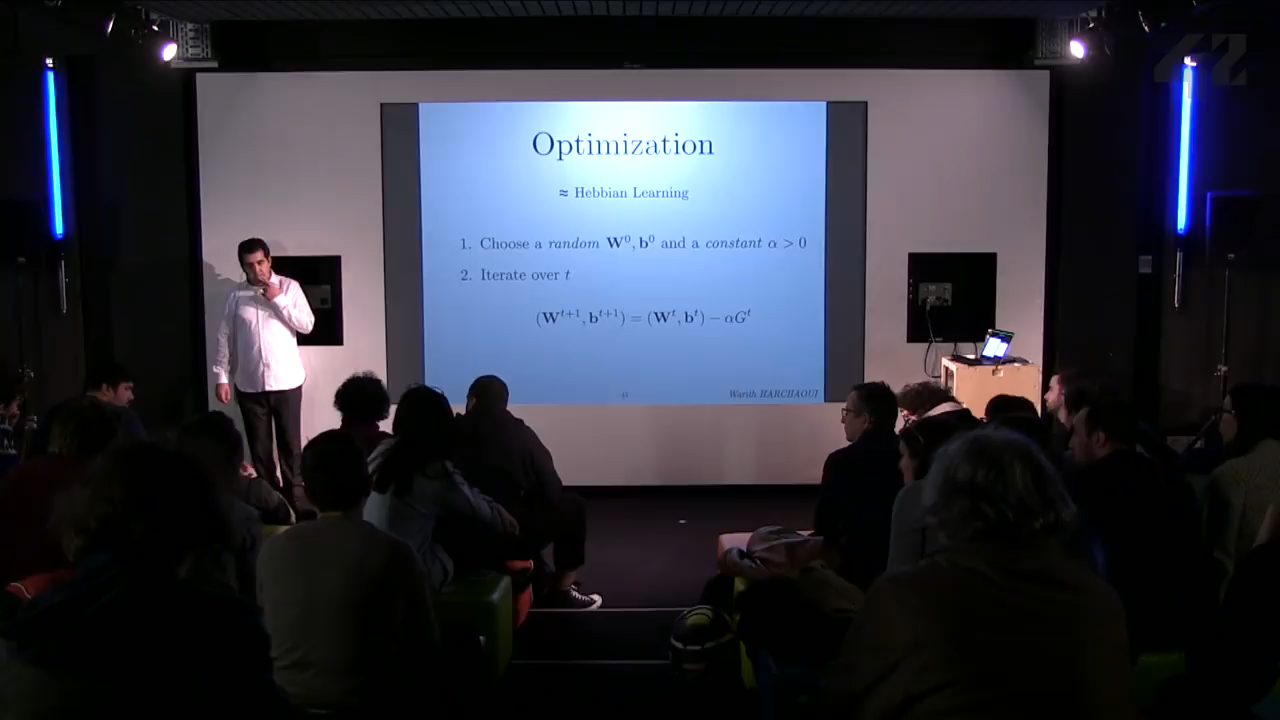 42
Optimization
≈ Hebbian Learning
1. Choose a random W⁰, b⁰ and a constant α > 0
2. Iterate over t
(Wᵗ⁺¹, bᵗ⁺¹) = (Wᵗ, bᵗ) − αGᵗ
Warith HARCHAOUI